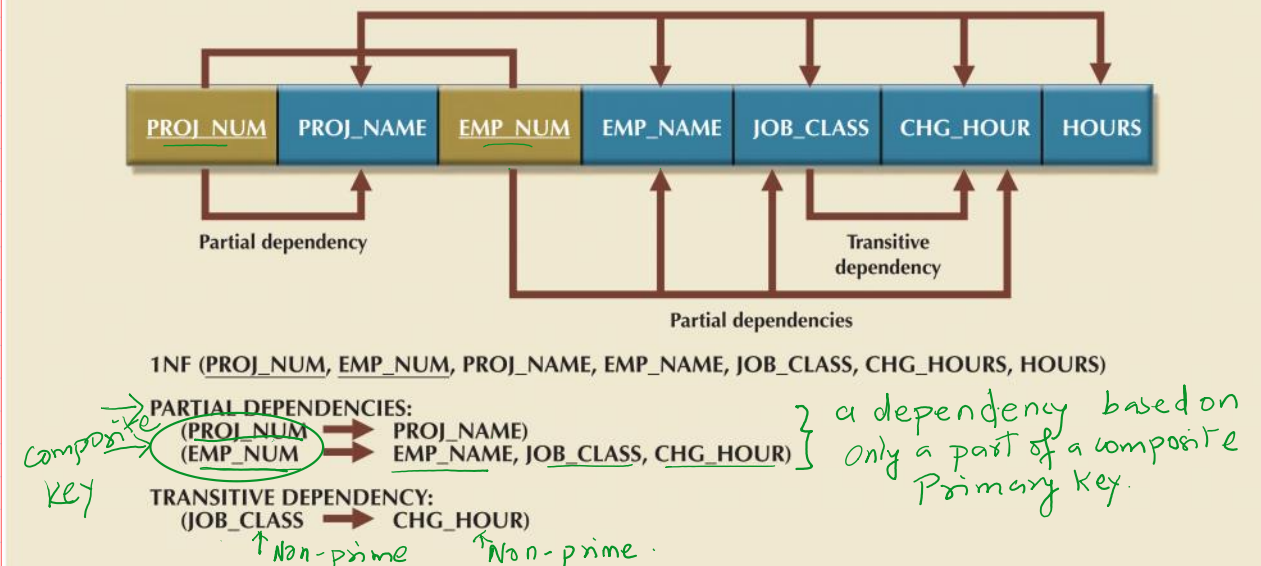 PROJ_NUM PROJ_NAME EMP_NUM EMP_NAME JOB_CLASS CHG_HOUR HOURS
Partial dependency
Transitive
dependency
Partial dependencies
1NF (PROJ_NUM, EMP_NUM, PROJ_NAME, EMP_NAME, JOB_CLASS, CHG_HOURS, HOURS)
PARTIAL DEPENDENCIES:
(PROJ_NUM → PROJ_NAME)
(EMP_NUM → EMP_NAME, JOB_CLASS, CHG_HOUR)
composite
key
a dependency based on
only a part of a composite
Primary key.
TRANSITIVE DEPENDENCY:
(JOB_CLASS → CHG_HOUR)
↑ Non-prime ↑ Non-prime.